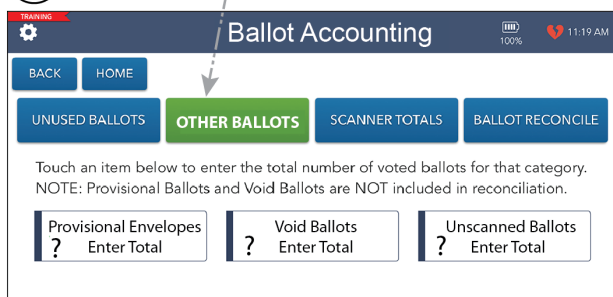 TRAINING
Ballot Accounting
100%
11:19 AM
BACK
HOME
UNUSED BALLOTS
OTHER BALLOTS
SCANNER TOTALS
BALLOT RECONCILE
Touch an item below to enter the total number of voted ballots for that category.
NOTE: Provisional Ballots and Void Ballots are NOT included in reconciliation.
Provisional Envelopes
? Enter Total
Void Ballots
? Enter Total
Unscanned Ballots
? Enter Total